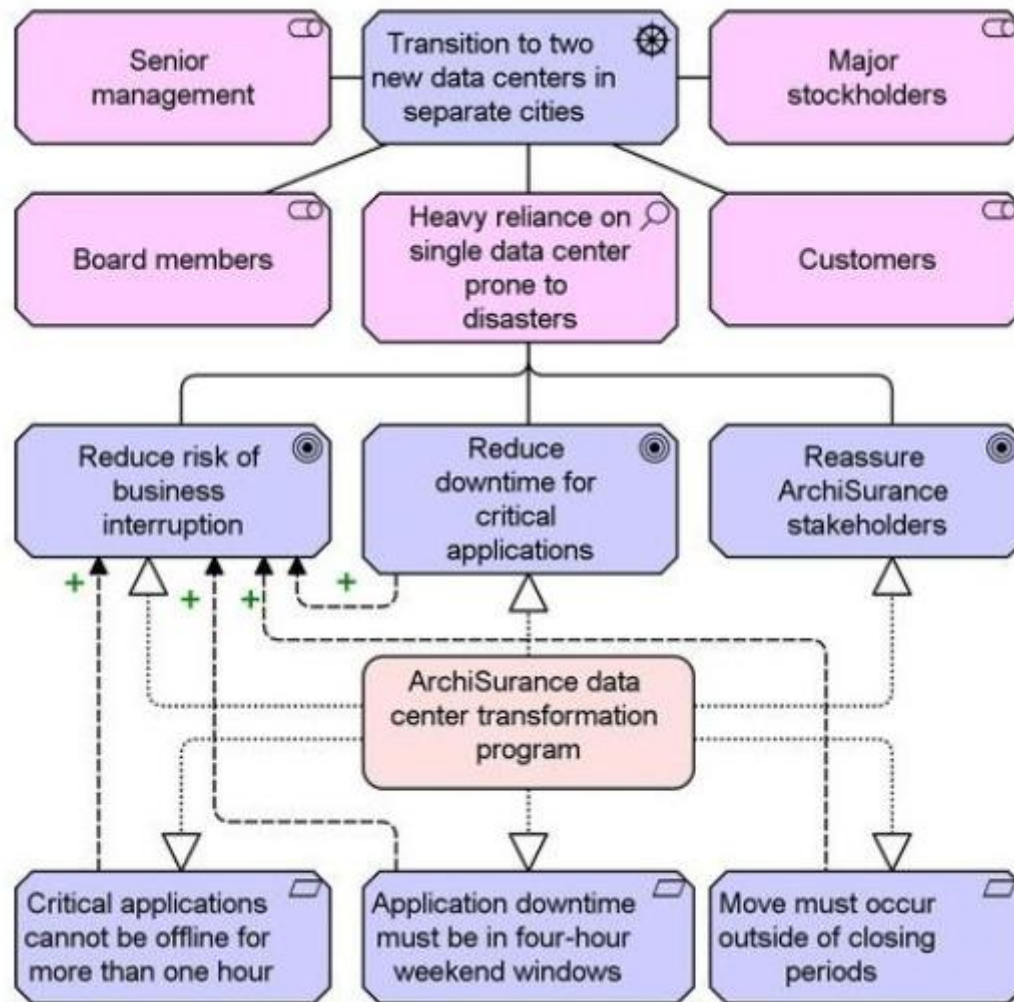 Senior
management
Transition to two
new data centers in
separate cities
Major
stockholders
Board members
Heavy reliance on
single data center
prone to
disasters
Customers
Reduce risk of
business
interruption
Reduce
downtime for
critical
applications
Reassure
ArchiSurance
stakeholders
+
+
+
+
ArchiSurance data
center transformation
program
Critical applications
cannot be offline for
more than one hour
Application downtime
must be in four-hour
weekend windows
Move must occur
outside of closing
periods